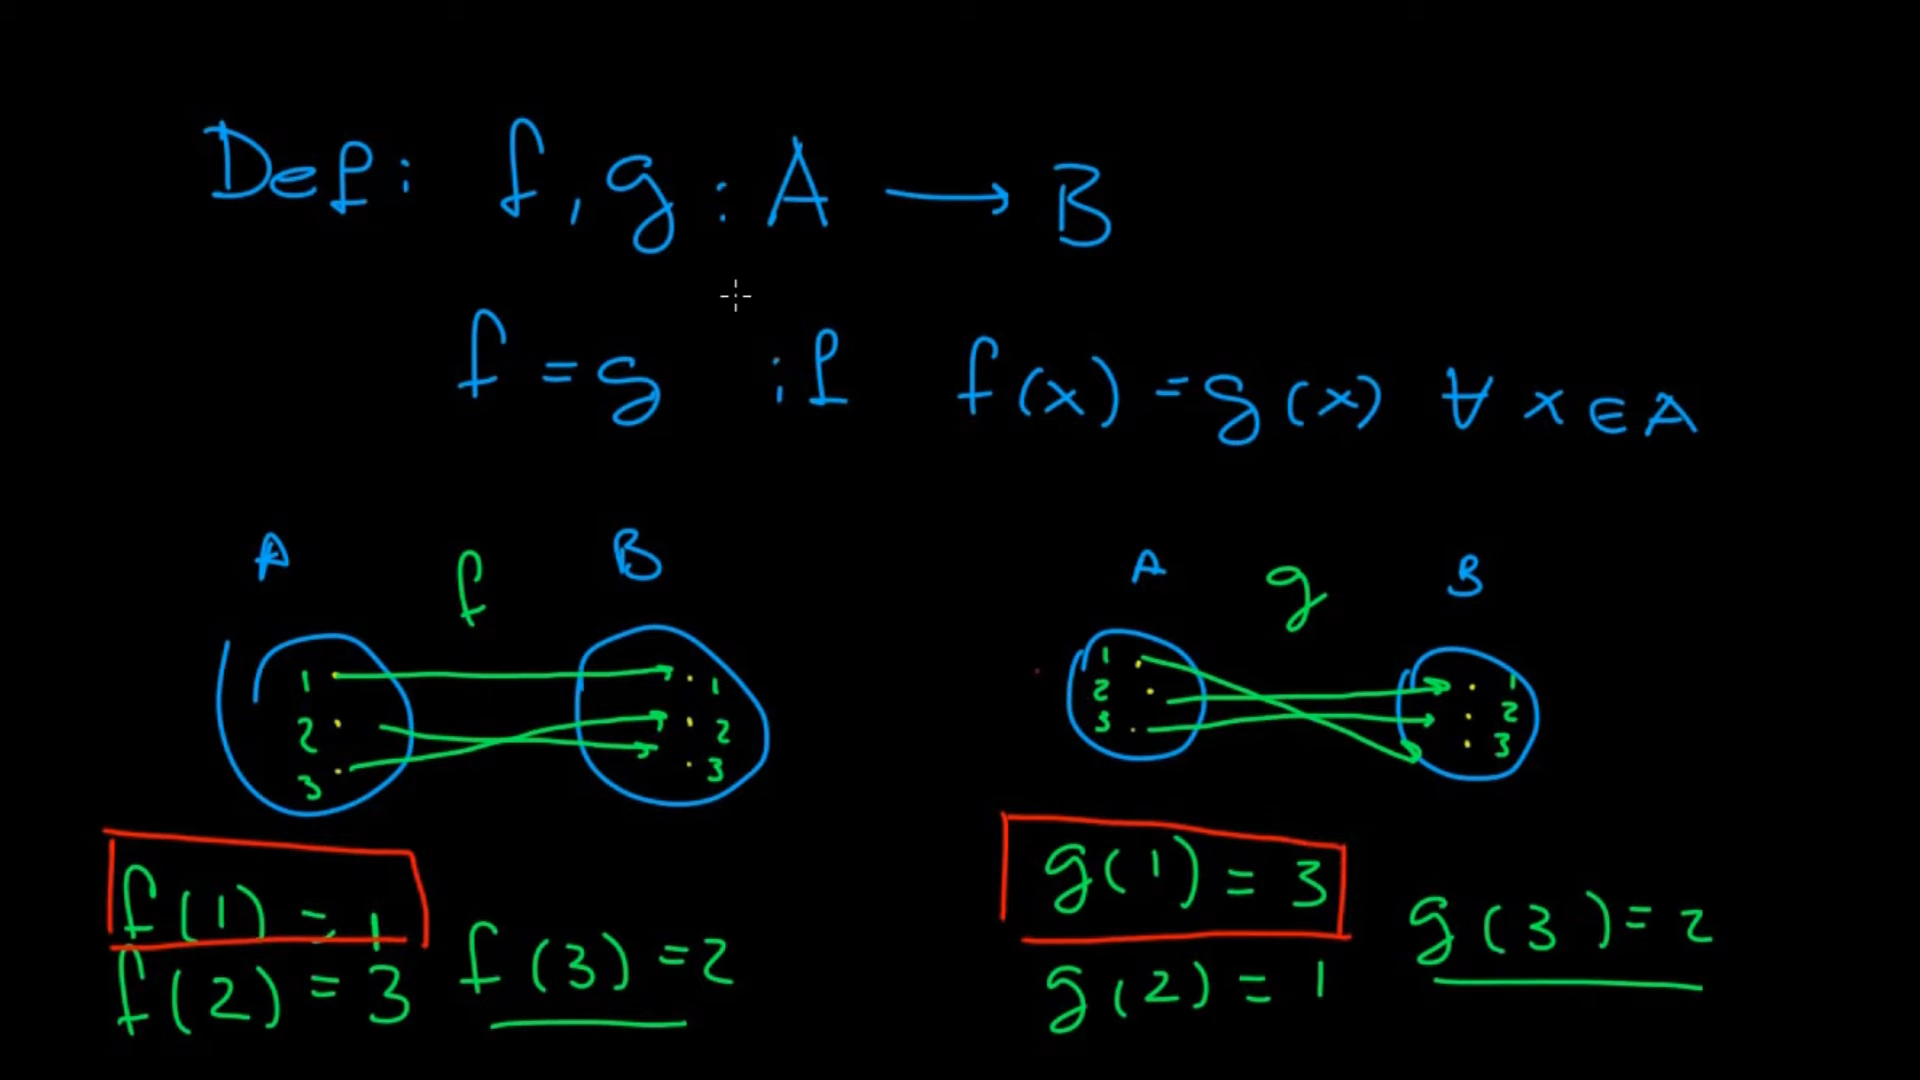 Def: f, g : A → B
f = g if f(x) = g(x) ∀ x ∈ A
A f B
1 1
2 2
3 3
f(1) = 1
f(2) = 3 f(3) = 2
A g B
1 1
2 2
3 3
g(1) = 3 g(3) = 2
g(2) = 1